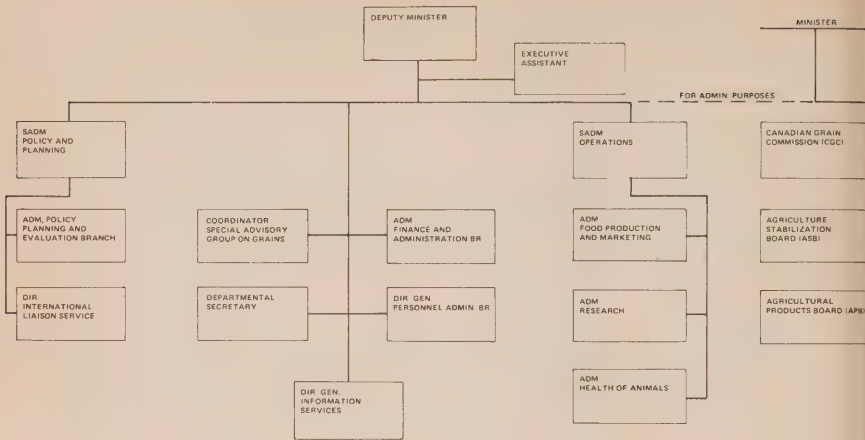 DEPUTY MINISTER
MINISTER
EXECUTIVE
ASSISTANT
FOR ADMIN PURPOSES
SADM
POLICY AND
PLANNING
SADM
OPERATIONS
CANADIAN GRAIN
COMMISSION (CGC)
ADM, POLICY
PLANNING AND
EVALUATION BRANCH
COORDINATOR
SPECIAL ADVISORY
GROUP ON GRAINS
ADM
FINANCE AND
ADMINISTRATION BR
ADM
FOOD PRODUCTION
AND MARKETING
AGRICULTURE
STABILIZATION
BOARD (ASB)
DIR
INTERNATIONAL
LIAISON SERVICE
DEPARTMENTAL
SECRETARY
DIR GEN
PERSONNEL ADMIN BR
ADM
RESEARCH
AGRICULTURAL
PRODUCTS BOARD (APB)
DIR GEN,
INFORMATION
SERVICES
ADM
HEALTH OF ANIMALS